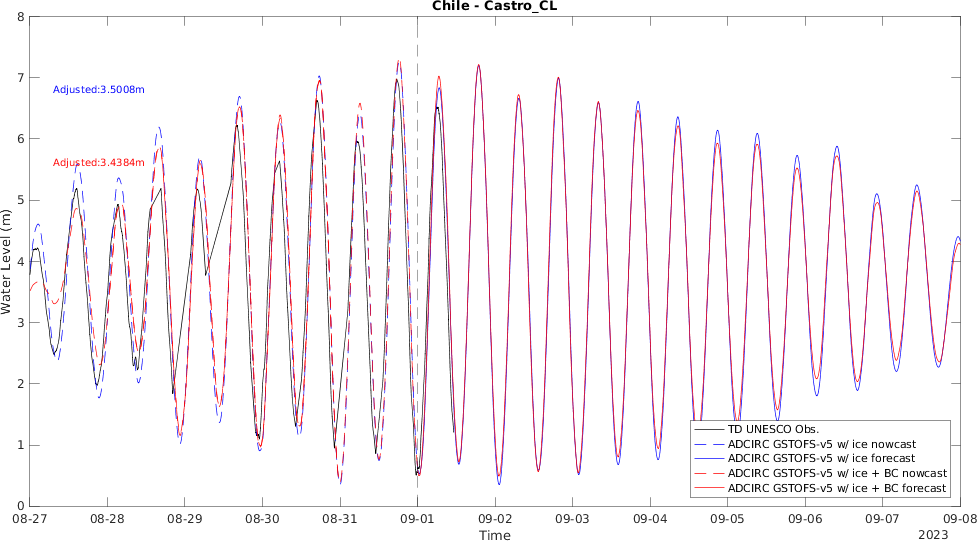 Chile - Castro_CL
8
7
6
5
4
3
2
1
0
Water Level (m)
Adjusted:3.5008m
Adjusted:3.4384m
TD UNESCO Obs.
ADCIRC GSTOFS-v5 w/ ice nowcast
ADCIRC GSTOFS-v5 w/ ice forecast
ADCIRC GSTOFS-v5 w/ ice + BC nowcast
ADCIRC GSTOFS-v5 w/ ice + BC forecast
08-27 08-28 08-29 08-30 08-31 09-01 09-02 09-03 09-04 09-05 09-06 09-07 09-08
Time
2023